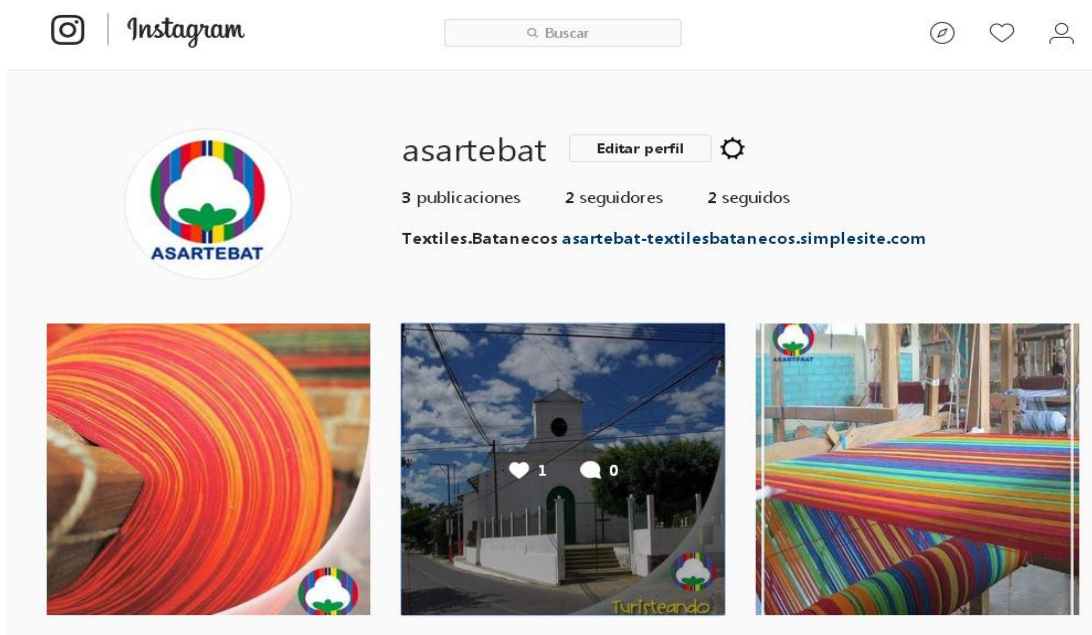 Instagram
Buscar
asartebat Editar perfil
3 publicaciones 2 seguidores 2 seguidos
Textiles.Batanecos asartebat-textilesbatanecos.simplesite.com
ASARTEBAT
ASARTEBAT
1 0
Turisteando